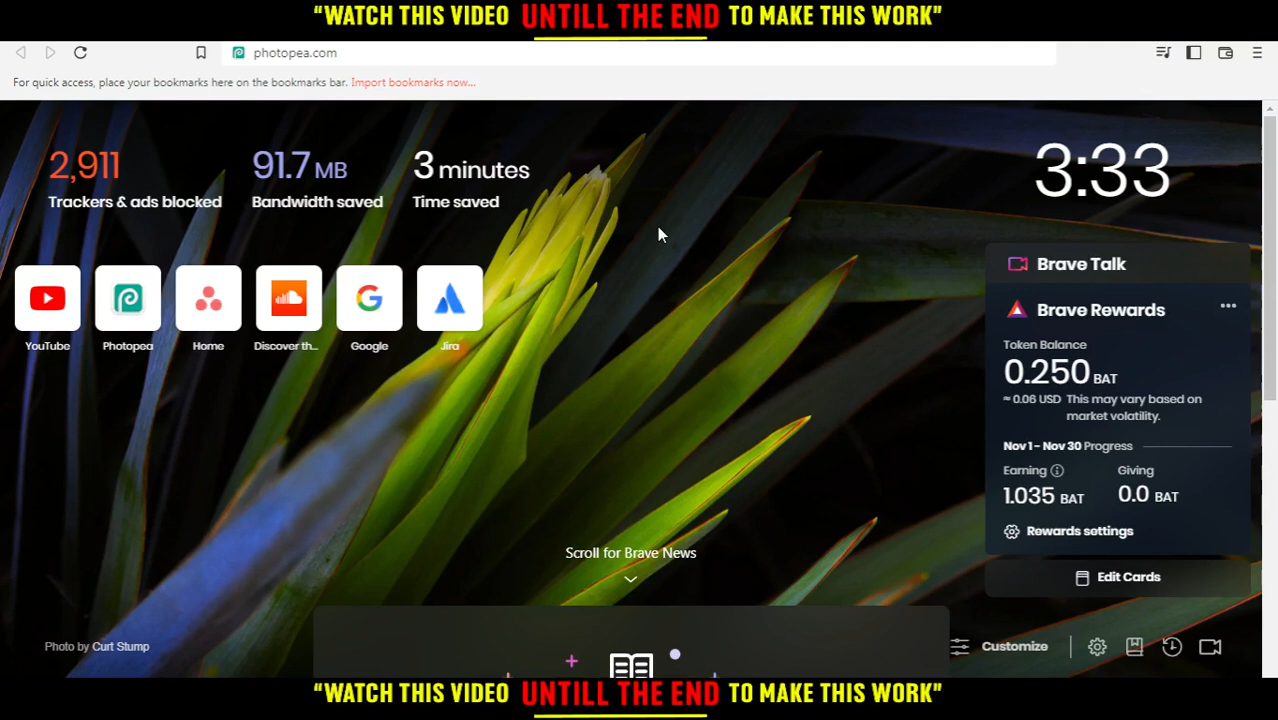 “WATCH THIS VIDEO UNTILL THE END TO MAKE THIS WORK”
photopea.com
For quick access, place your bookmarks here on the bookmarks bar. Import bookmarks now...
2,911
Trackers & ads blocked
91.7 MB
Bandwidth saved
3 minutes
Time saved
3:33
YouTube
Photopea
Home
Discover th...
Google
Jira
Brave Talk
Brave Rewards
Token Balance
0.250 BAT
≈ 0.06 USD This may vary based on
market volatility.
Nov 1 – Nov 30 Progress
Earning Giving
1.035 BAT 0.0 BAT
Rewards settings
Edit Cards
Scroll for Brave News
Photo by Curt Stump
Customize
“WATCH THIS VIDEO UNTILL THE END TO MAKE THIS WORK”